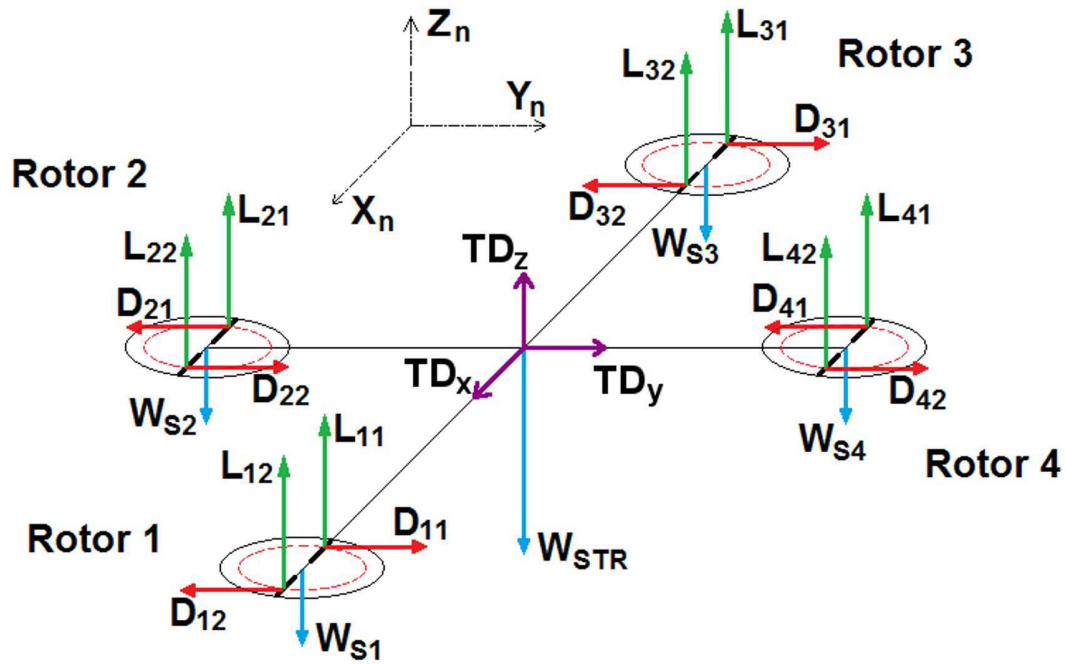 Zn
L31
Rotor 3
L32
Yn
D31
Rotor 2
Xn
D32
L21
L41
WS3
L22
L42
TDz
D21
D41
TDx
TDy
D22
D42
WS2
WS4
L11
L12
Rotor 4
D11
Rotor 1
WSTR
D12
WS1